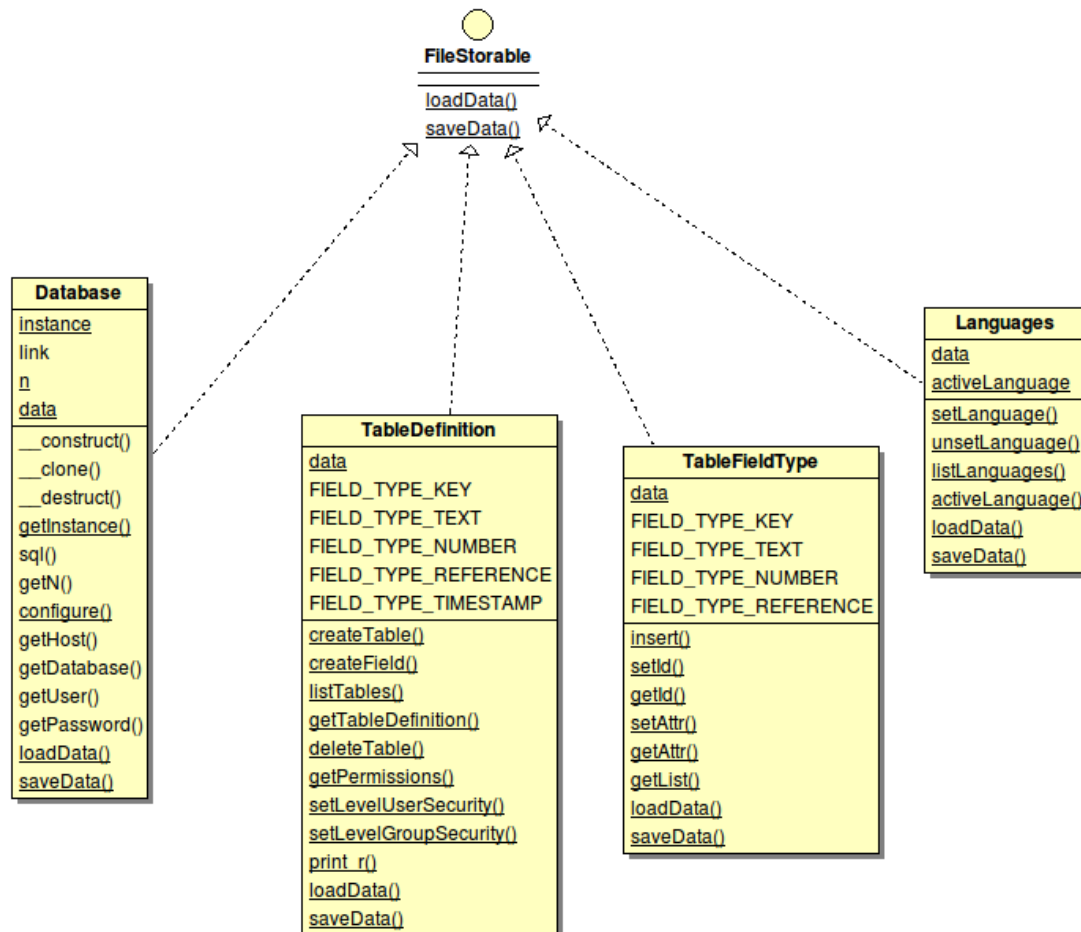 FileStorable
loadData()
saveData()
Database
instance
link
n
data
__construct()
__clone()
__destruct()
getInstance()
sql()
getN()
configure()
getHost()
getDatabase()
getUser()
getPassword()
loadData()
saveData()
TableDefinition
data
FIELD_TYPE_KEY
FIELD_TYPE_TEXT
FIELD_TYPE_NUMBER
FIELD_TYPE_REFERENCE
FIELD_TYPE_TIMESTAMP
createTable()
createField()
listTables()
getTableDefinition()
deleteTable()
getPermissions()
setLevelUserSecurity()
setLevelGroupSecurity()
print_r()
loadData()
saveData()
TableFieldType
data
FIELD_TYPE_KEY
FIELD_TYPE_TEXT
FIELD_TYPE_NUMBER
FIELD_TYPE_REFERENCE
insert()
setId()
getId()
setAttr()
getAttr()
getList()
loadData()
saveData()
Languages
data
activeLanguage
setLanguage()
unsetLanguage()
listLanguages()
activeLanguage()
loadData()
saveData()